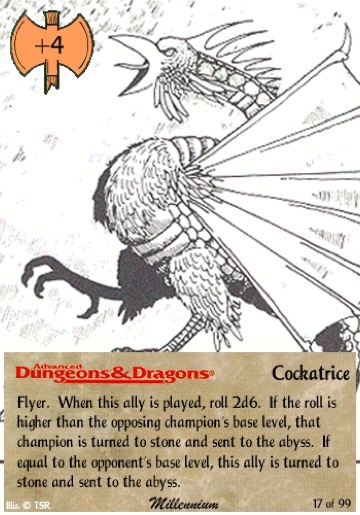 +4
Advanced
Dungeons&Dragons®
Cockatrice
Flyer. When this ally is played, roll 2d6. If the roll is
higher than the opposing champion's base level, that
champion is turned to stone and sent to the abyss. If
equal to the opponent's base level, this ally is turned to
stone and sent to the abyss.
Illis. © TSR
Millennium
17 of 99